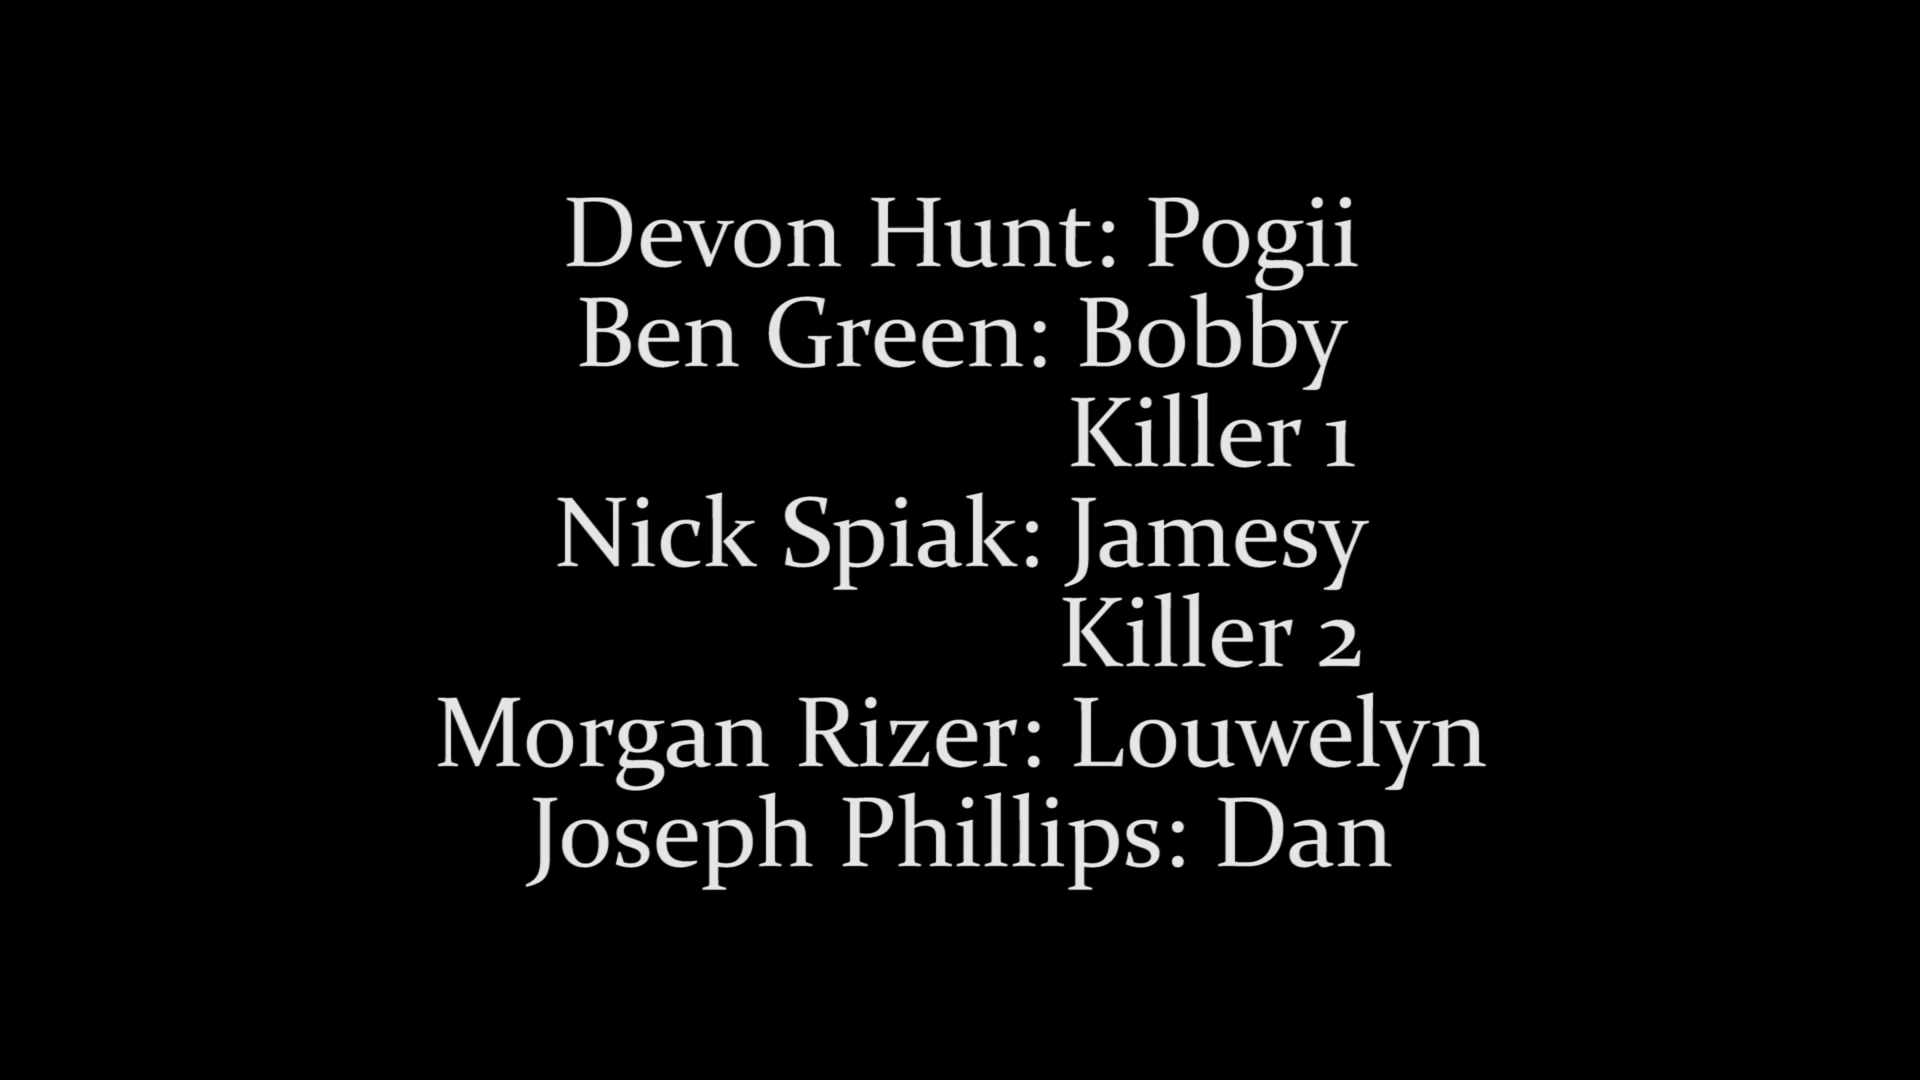 Devon Hunt: Pogii
Ben Green: Bobby
Killer 1
Nick Spiak: Jamesy
Killer 2
Morgan Rizer: Louwelyn
Joseph Phillips: Dan